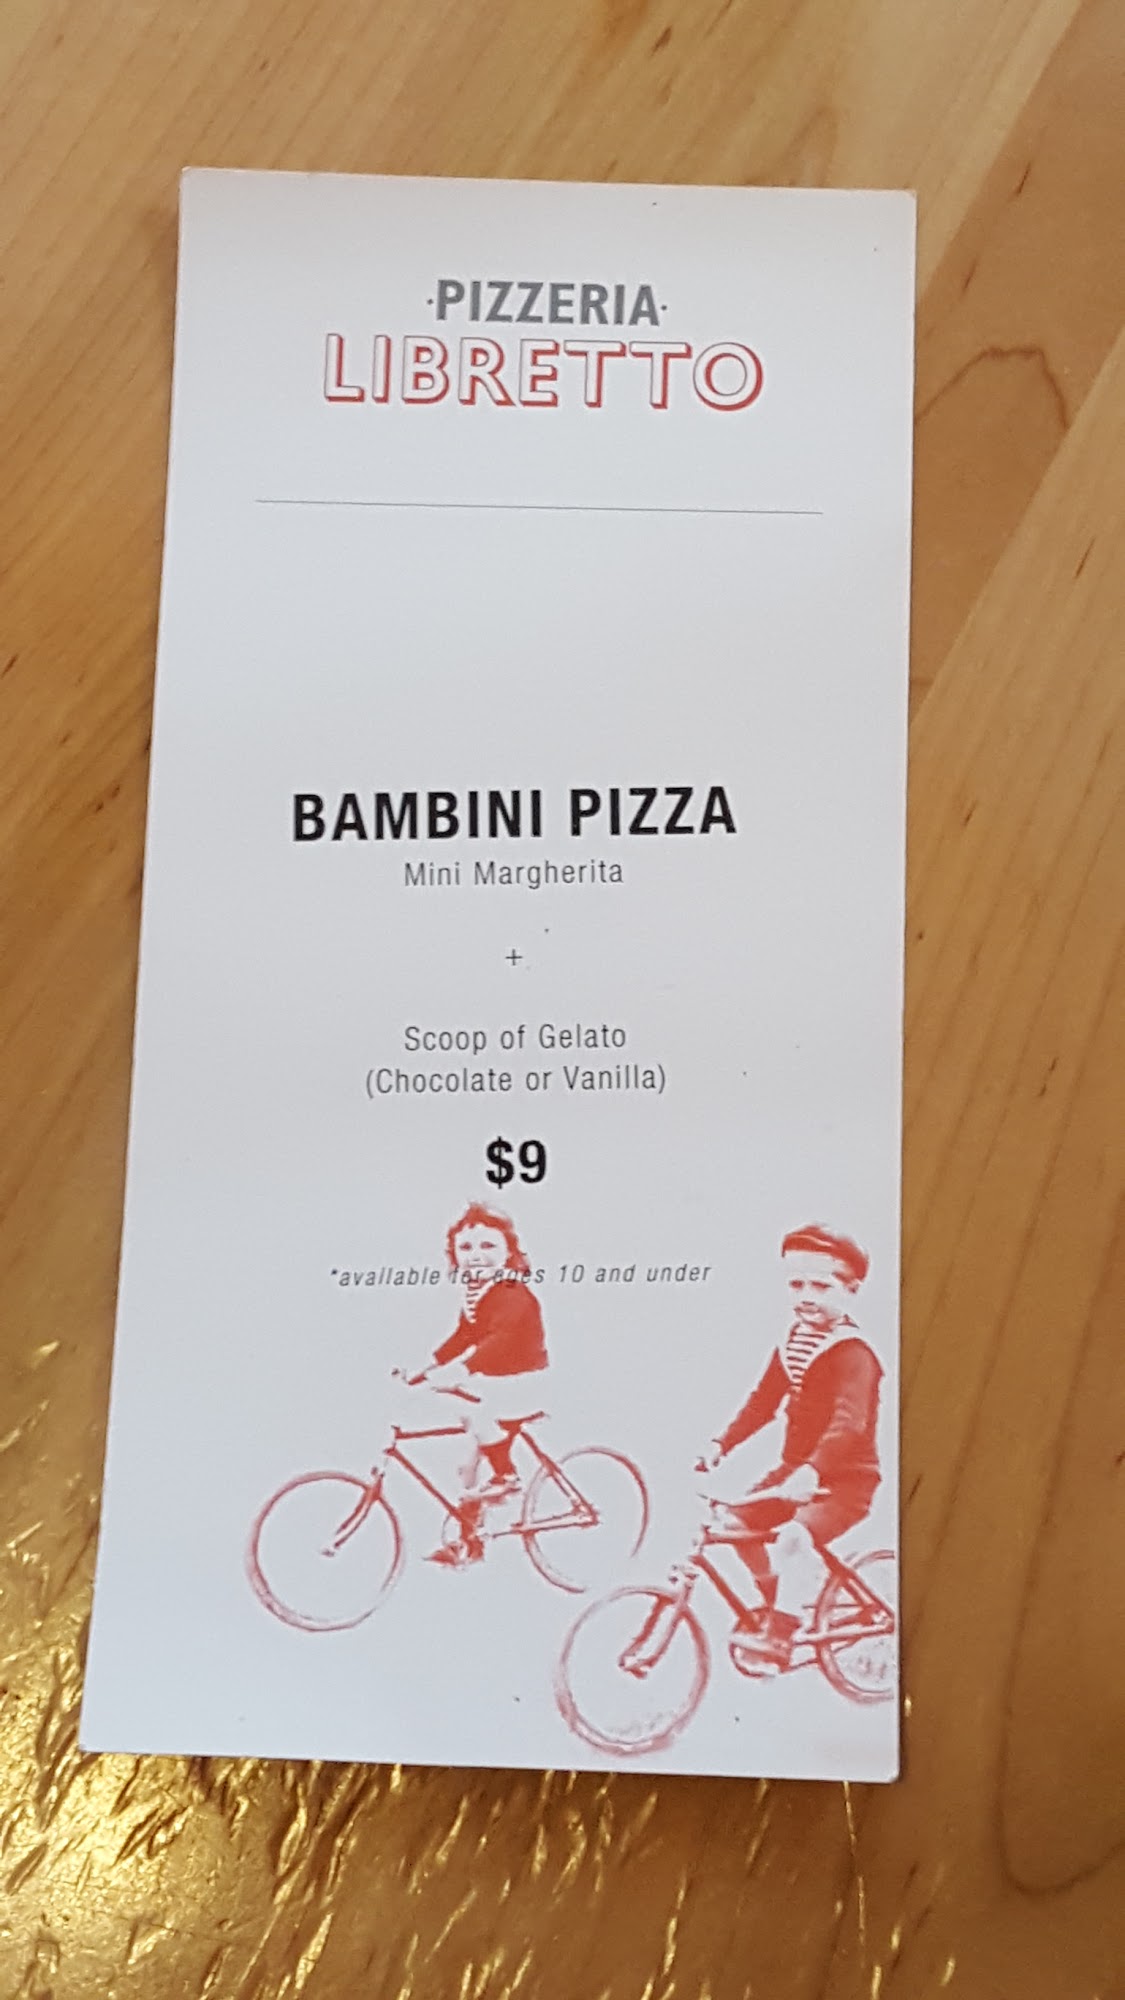 ·PIZZERIA·
LIBRETTO
BAMBINI PIZZA
Mini Margherita
+
Scoop of Gelato
(Chocolate or Vanilla)
$9
*available for ages 10 and under